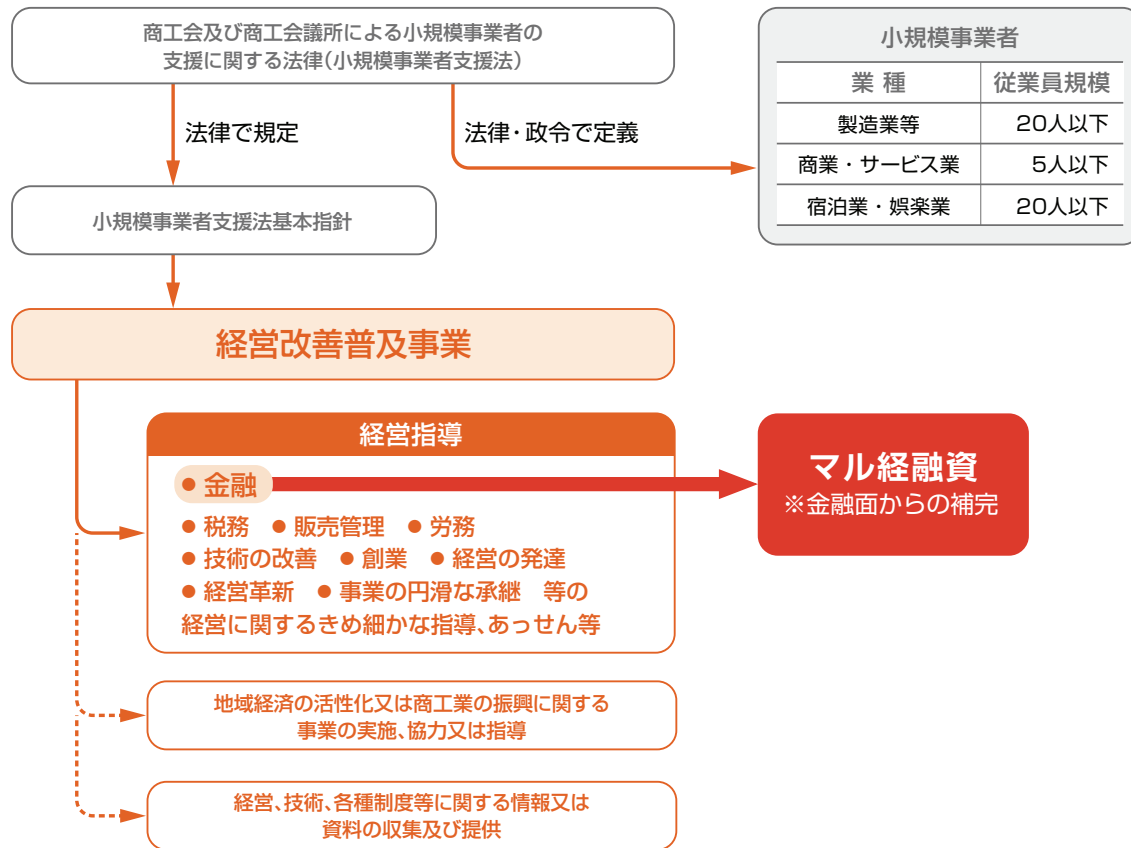 商工会及び商工会議所による小規模事業者の
支援に関する法律(小規模事業者支援法)
法律で規定
法律・政令で定義
小規模事業者
業 種 従業員規模
製造業等 20人以下
商業・サービス業 5人以下
宿泊業・娯楽業 20人以下
小規模事業者支援法基本指針
経営改善普及事業
経営指導
● 金融
● 税務 ● 販売管理 ● 労務
● 技術の改善 ● 創業 ● 経営の発達
● 経営革新 ● 事業の円滑な承継 等の
経営に関するきめ細かな指導、あっせん等
マル経融資
※金融面からの補完
地域経済の活性化又は商工業の振興に関する
事業の実施、協力又は指導
経営、技術、各種制度等に関する情報又は
資料の収集及び提供